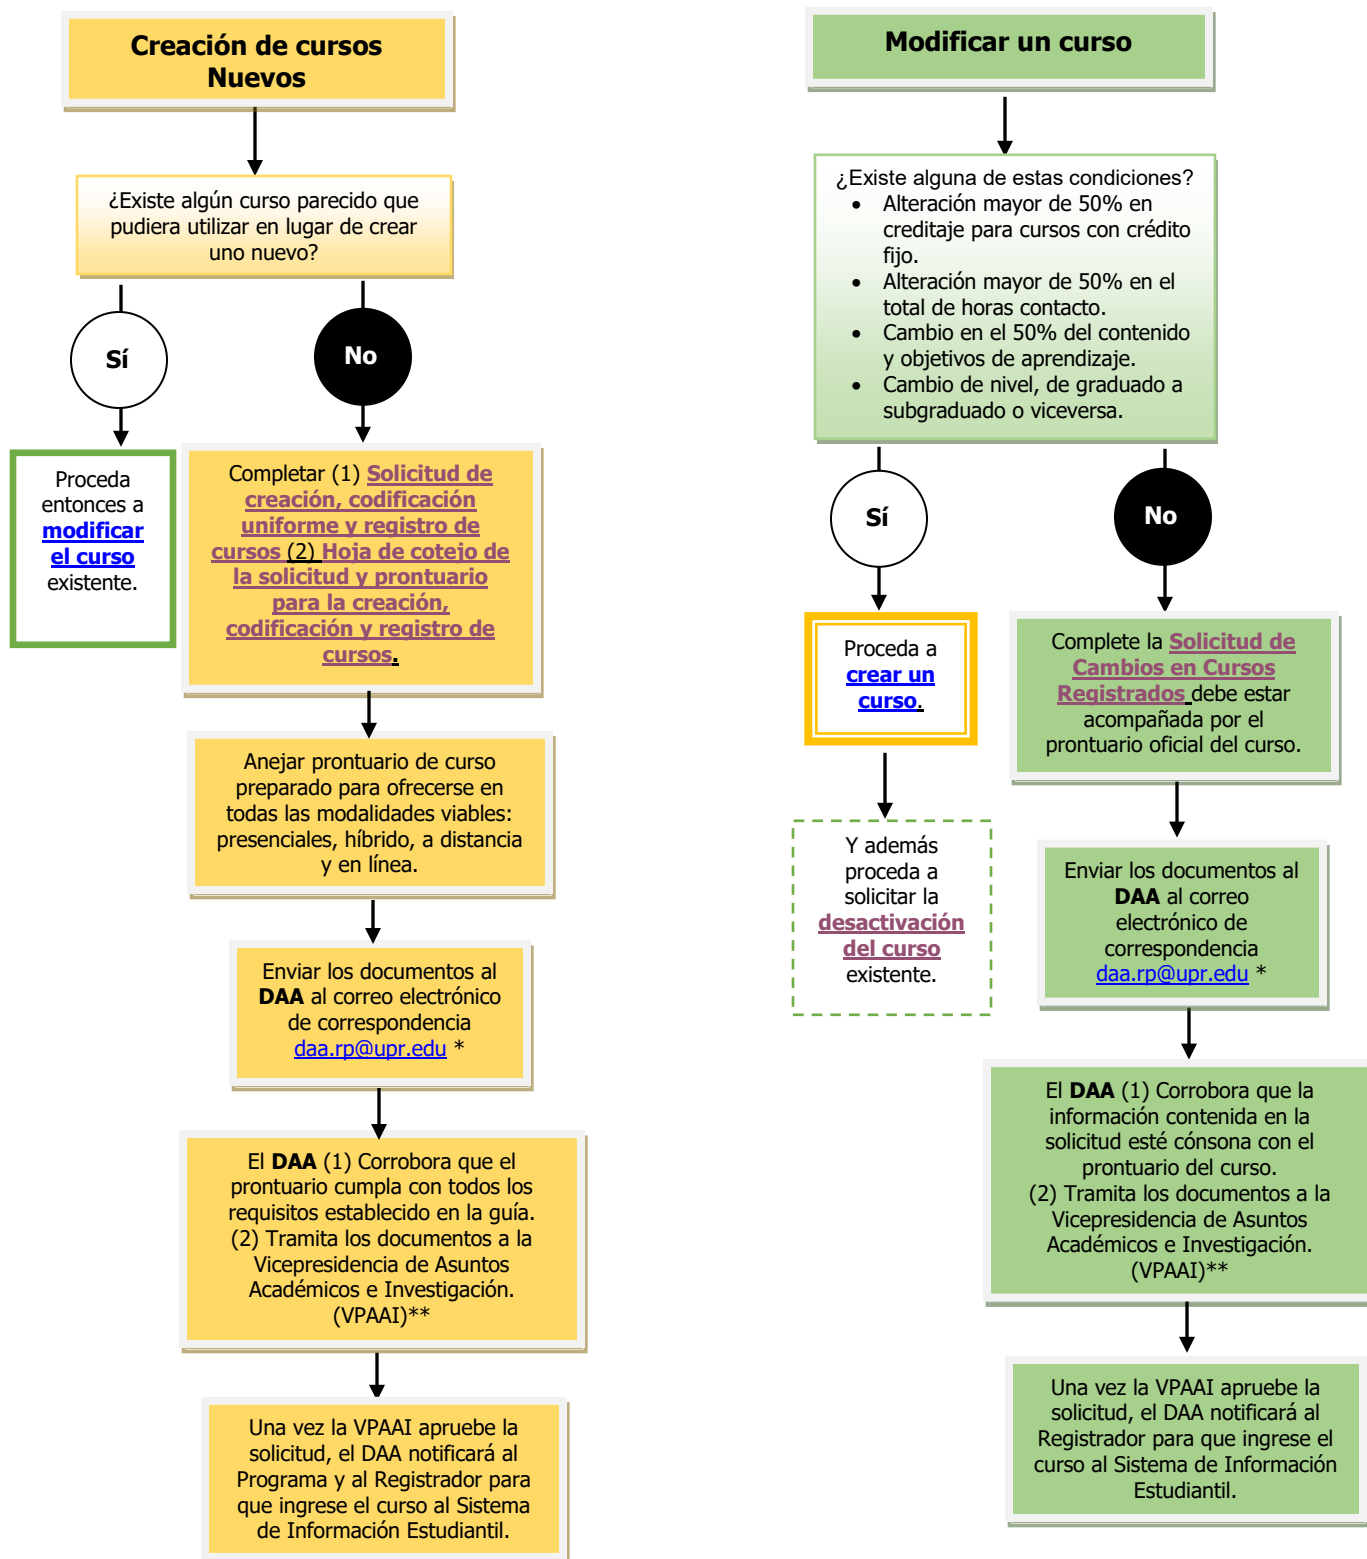 Creación de cursos
Nuevos
¿Existe algún curso parecido que
pudiera utilizar en lugar de crear
uno nuevo?
Sí
No
Proceda
entonces a
modificar
el curso
existente.
Completar (1) Solicitud de
creación, codificación
uniforme y registro de
cursos (2) Hoja de cotejo de
la solicitud y prontuario
para la creación,
codificación y registro de
cursos.
Anejar prontuario de curso
preparado para ofrecerse en
todas las modalidades viables:
presenciales, híbrido, a distancia
y en línea.
Enviar los documentos al
DAA al correo electrónico
de correspondencia
daa.rp@upr.edu *
El DAA (1) Corrobora que el
prontuario cumpla con todos los
requisitos establecido en la guía.
(2) Tramita los documentos a la
Vicepresidencia de Asuntos
Académicos e Investigación.
(VPAAI)**
Una vez la VPAAI apruebe la
solicitud, el DAA notificará al
Programa y al Registrador para
que ingrese el curso al Sistema
de Información Estudiantil.
Modificar un curso
¿Existe alguna de estas condiciones?
• Alteración mayor de 50% en
creditaje para cursos con crédito
fijo.
• Alteración mayor de 50% en el
total de horas contacto.
• Cambio en el 50% del contenido
y objetivos de aprendizaje.
• Cambio de nivel, de graduado a
subgraduado o viceversa.
Sí
No
Proceda a
crear un
curso.
Y además
proceda a
solicitar la
desactivación
del curso
existente.
Complete la Solicitud de
Cambios en Cursos
Registrados debe estar
acompañada por el
prontuario oficial del curso.
Enviar los documentos al
DAA al correo
electrónico de
correspondencia
daa.rp@upr.edu *
El DAA (1) Corrobora que la
información contenida en la
solicitud esté cónsona con el
prontuario del curso.
(2) Tramita los documentos a la
Vicepresidencia de Asuntos
Académicos e Investigación.
(VPAAI)**
Una vez la VPAAI apruebe la
solicitud, el DAA notificará al
Registrador para que ingrese el
curso al Sistema de Información
Estudiantil.